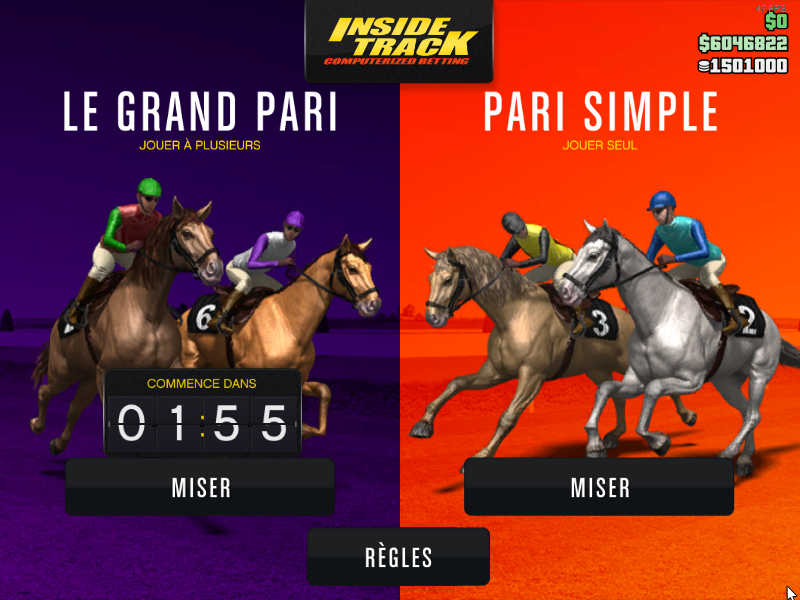 INSIDE
TRACK
COMPUTERIZED BETTING
$0
$6046822
1501000
LE GRAND PARI
JOUER À PLUSIEURS
PARI SIMPLE
JOUER SEUL
6
3
2
COMMENCE DANS
01:55
MISER
MISER
RÈGLES